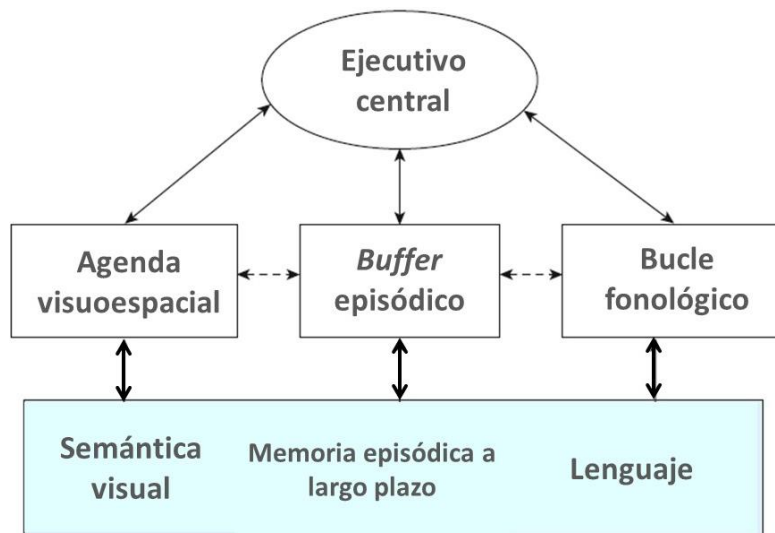 Ejecutivo
central
Agenda
visuoespacial
Buffer
episódico
Bucle
fonológico
Semántica
visual
Memoria episódica a
largo plazo
Lenguaje